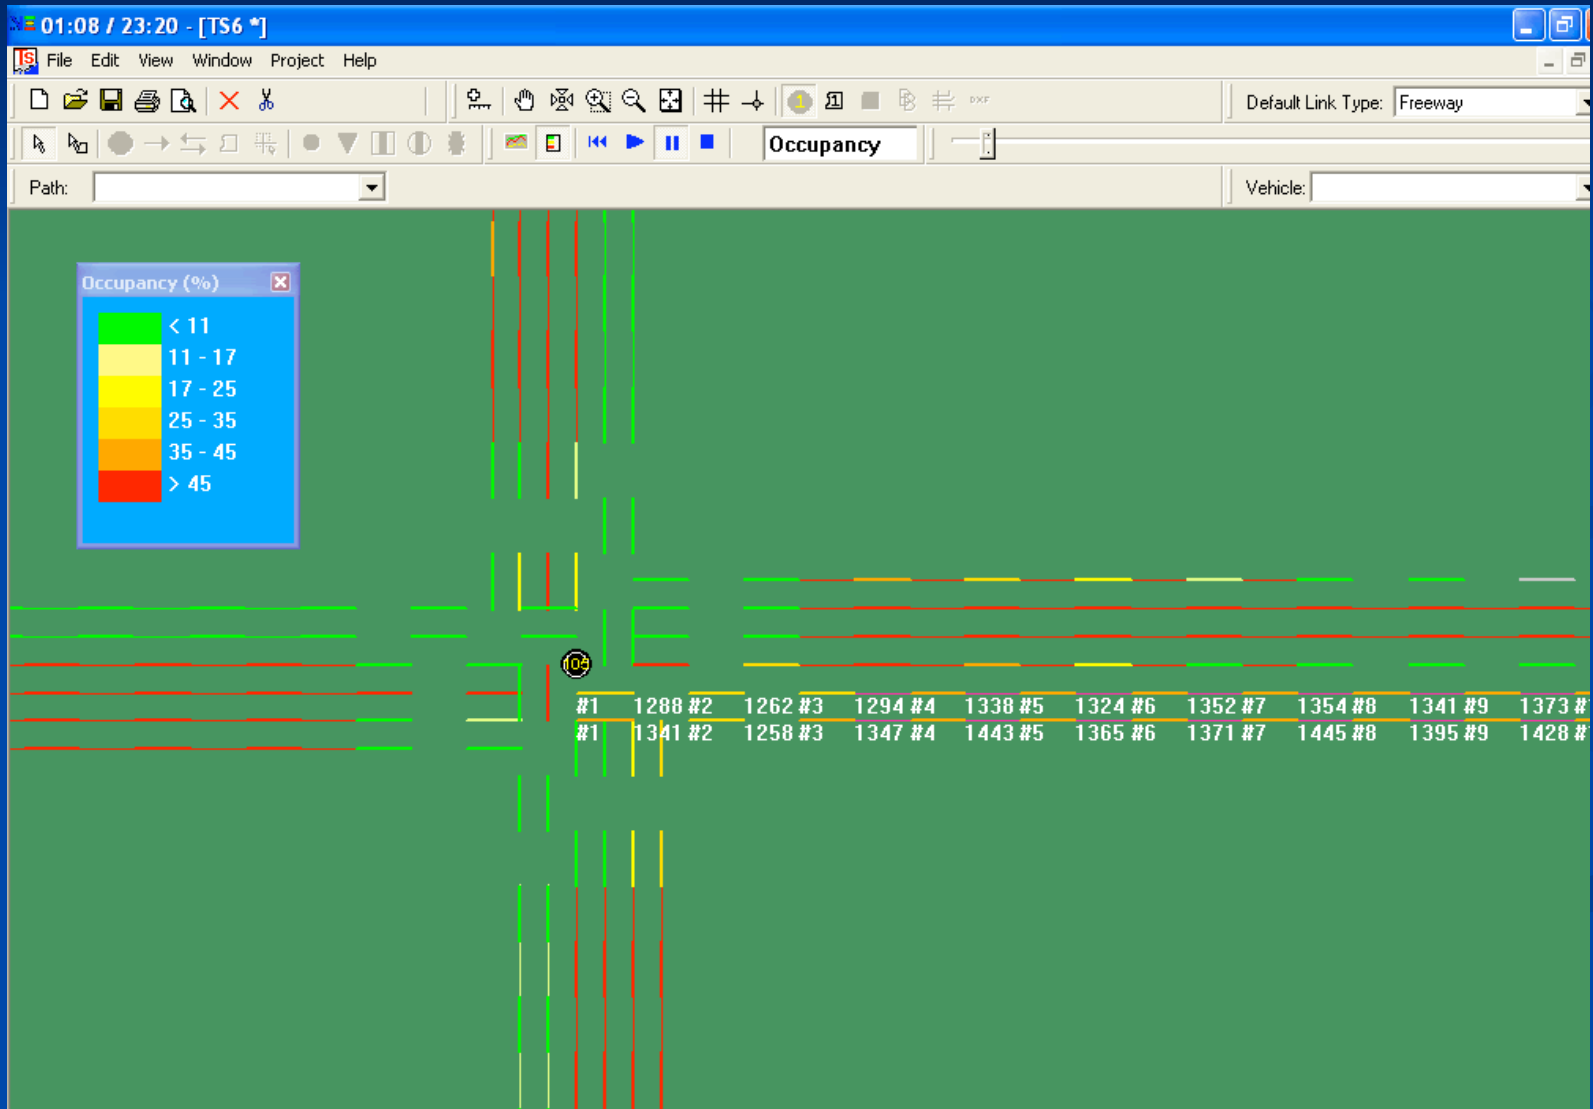 01:08 / 23:20 - [TS6 *]
File Edit View Window Project Help
Default Link Type: Freeway
Occupancy
Path:
Vehicle:
Occupancy (%)
< 11
11 - 17
17 - 25
25 - 35
35 - 45
> 45
#1 1288 #2 1262 #3 1294 #4 1338 #5 1324 #6 1352 #7 1354 #8 1341 #9 1373 #
#1 1341 #2 1258 #3 1347 #4 1443 #5 1365 #6 1371 #7 1445 #8 1395 #9 1428 #